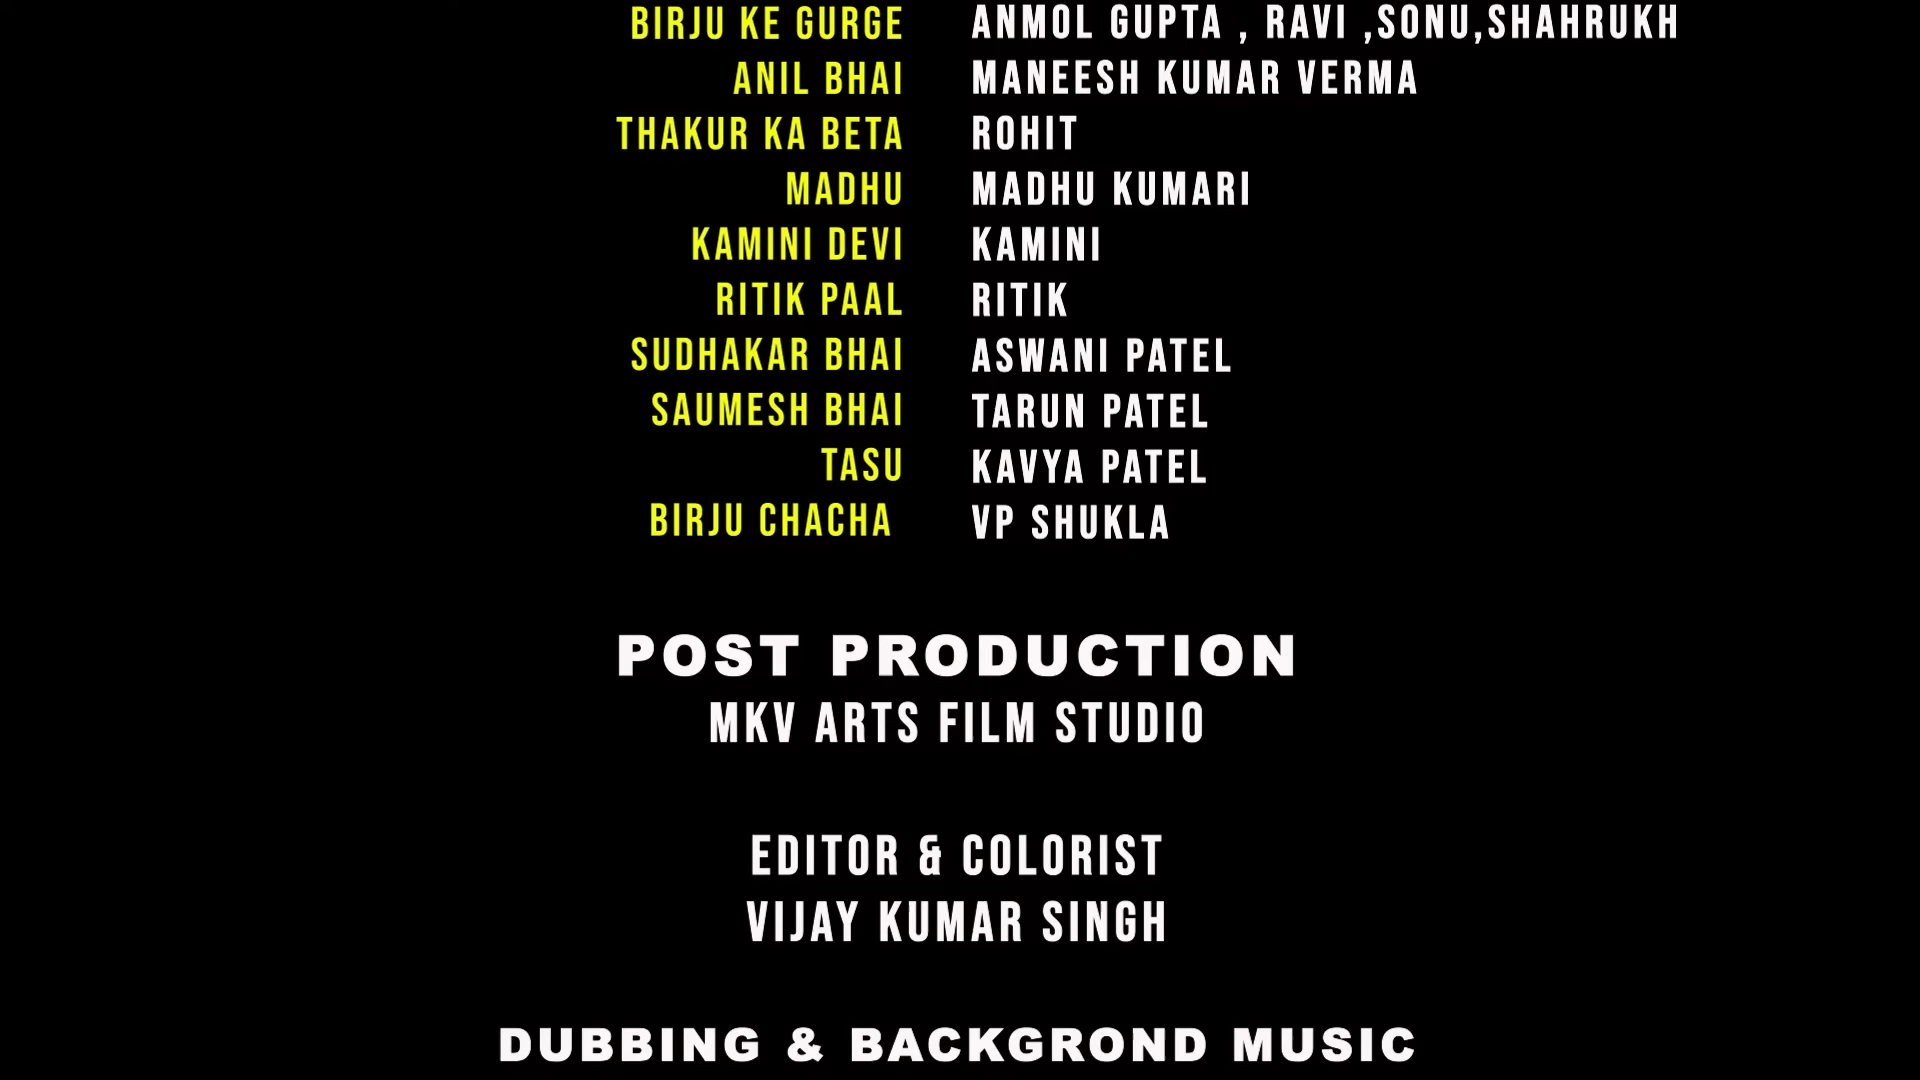 BIRJU KE GURGE ANMOL GUPTA , RAVI ,SONU,SHAHRUKH
ANIL BHAI MANEESH KUMAR VERMA
THAKUR KA BETA ROHIT
MADHU MADHU KUMARI
KAMINI DEVI KAMINI
RITIK PAAL RITIK
SUDHAKAR BHAI ASWANI PATEL
SAUMESH BHAI TARUN PATEL
TASU KAVYA PATEL
BIRJU CHACHA VP SHUKLA
POST PRODUCTION
MKV ARTS FILM STUDIO
EDITOR & COLORIST
VIJAY KUMAR SINGH
DUBBING & BACKGROND MUSIC